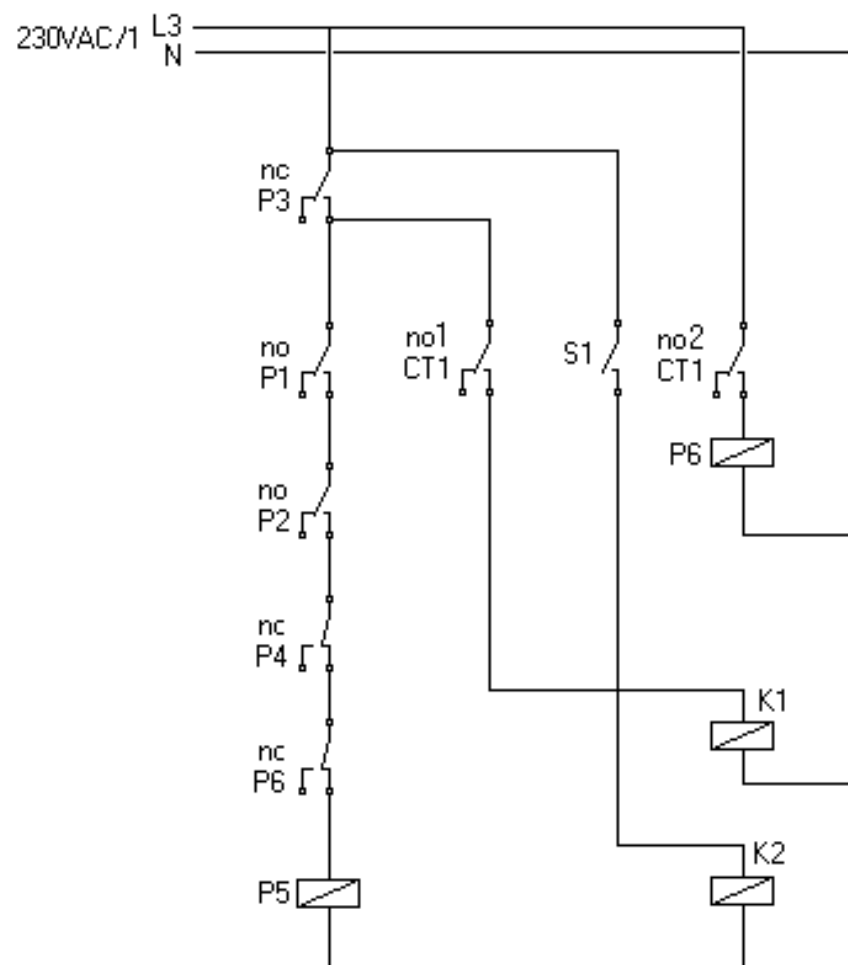 230VAC/1 L3
N
nc
P3
no
P1
no1
CT1
S1
no2
CT1
P6
no
P2
nc
P4
K1
nc
P6
K2
P5